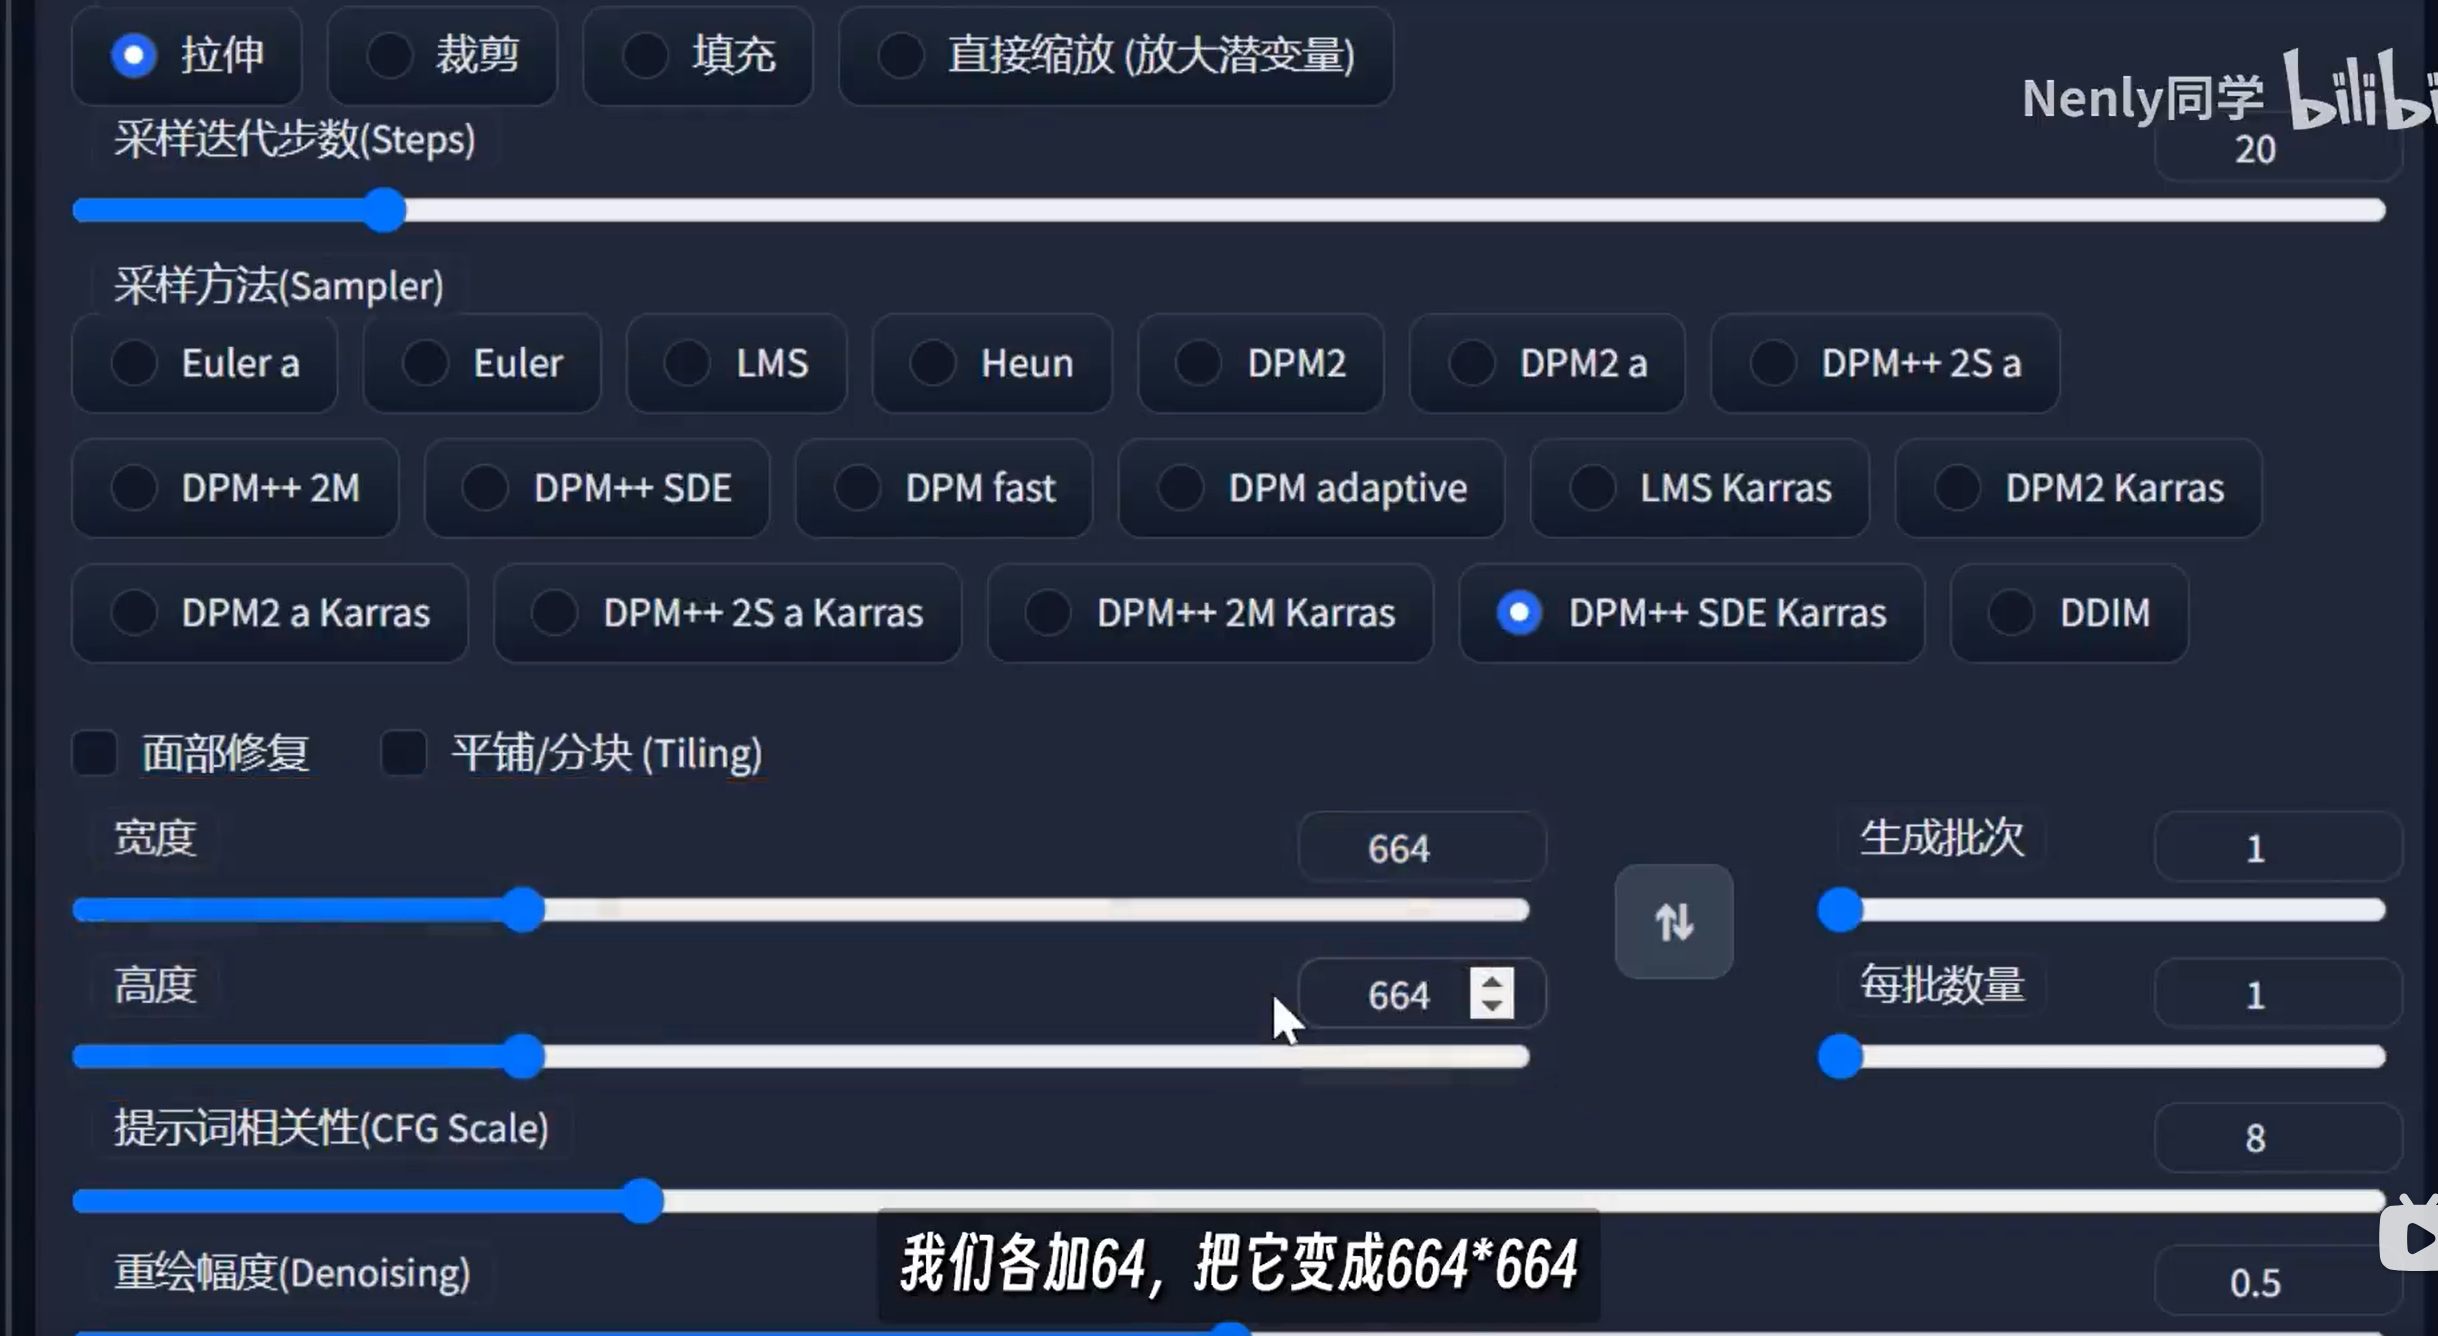 拉伸 裁剪 填充 直接缩放 (放大潜变量)
Nenly同学
采样迭代步数(Steps) 20
采样方法(Sampler)
Euler a Euler LMS Heun DPM2 DPM2 a DPM++ 2S a
DPM++ 2M DPM++ SDE DPM fast DPM adaptive LMS Karras DPM2 Karras
DPM2 a Karras DPM++ 2S a Karras DPM++ 2M Karras DPM++ SDE Karras DDIM
面部修复 平铺/分块 (Tiling)
宽度 664 生成批次 1
高度 664 每批数量 1
提示词相关性(CFG Scale) 8
我们各加64，把它变成664*664
重绘幅度(Denoising) 0.5